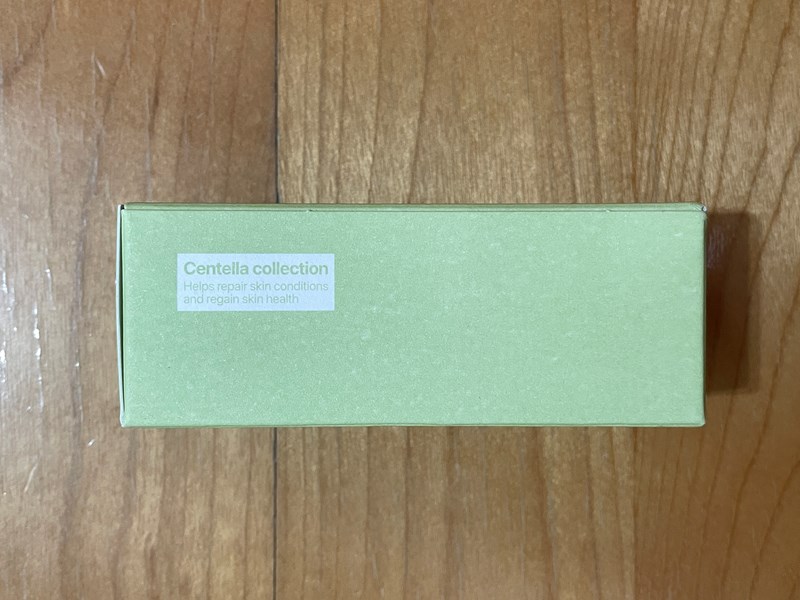 Centella collection
Helps repair skin conditions
and regain skin health